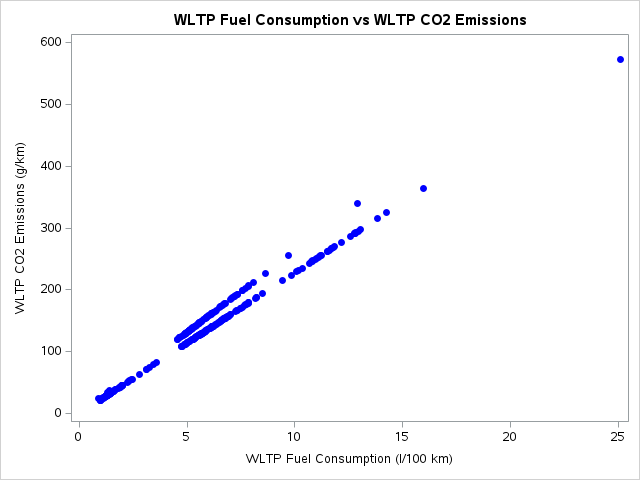 WLTP Fuel Consumption vs WLTP CO2 Emissions
600
500
400
300
200
100
0
WLTP CO2 Emissions (g/km)
0 5 10 15 20 25
WLTP Fuel Consumption (l/100 km)